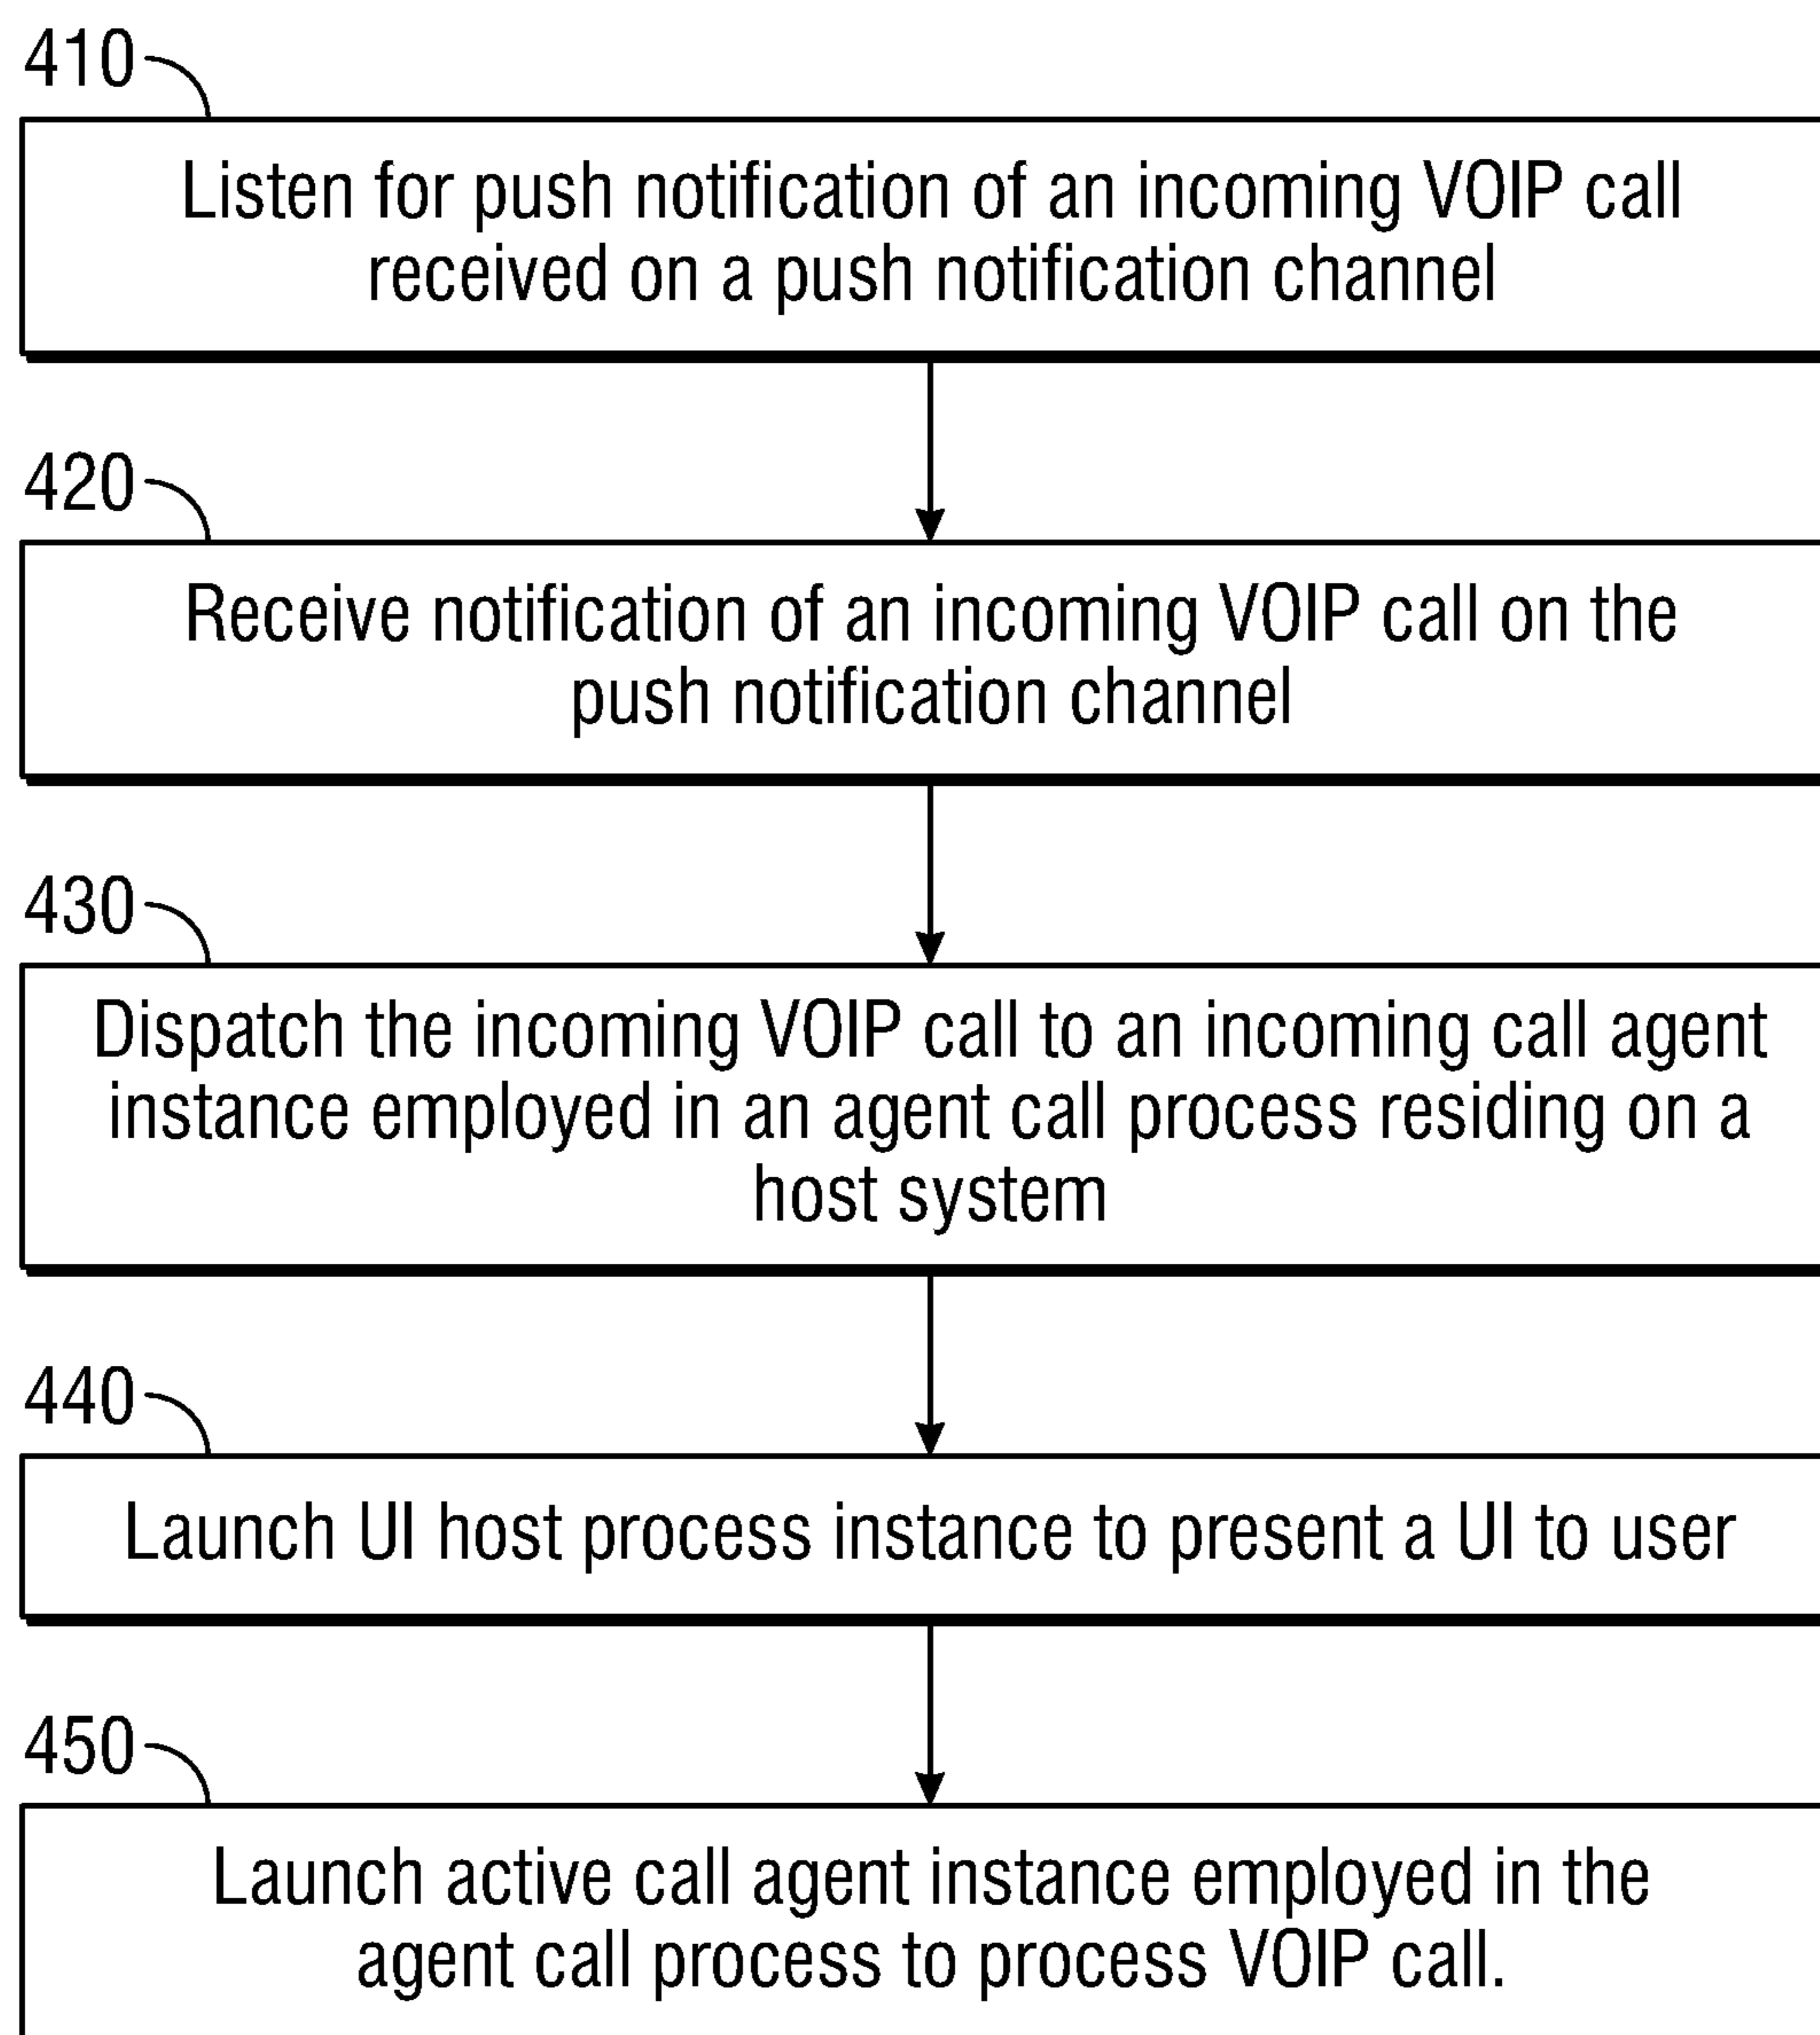 410
Listen for push notification of an incoming VOIP call
received on a push notification channel
420
Receive notification of an incoming VOIP call on the
push notification channel
430
Dispatch the incoming VOIP call to an incoming call agent
instance employed in an agent call process residing on a
host system
440
Launch UI host process instance to present a UI to user
450
Launch active call agent instance employed in the
agent call process to process VOIP call.